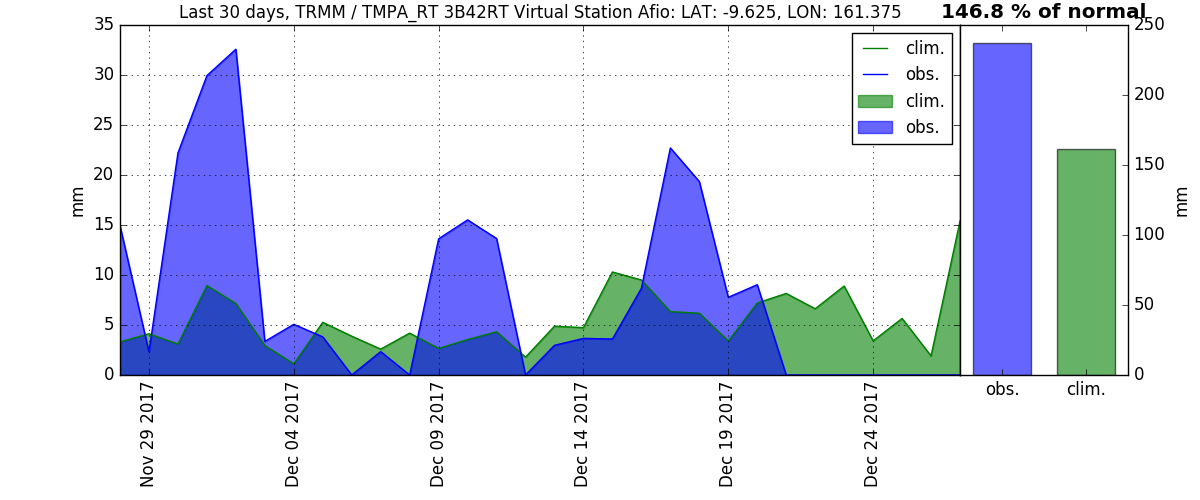 Last 30 days, TRMM / TMPA_RT 3B42RT Virtual Station Afio: LAT: -9.625, LON: 161.375
146.8 % of normal
35
30
25
20
15
10
5
0
mm
clim.
obs.
clim.
obs.
Nov 29 2017
Dec 04 2017
Dec 09 2017
Dec 14 2017
Dec 19 2017
Dec 24 2017
250
200
150
100
50
0
mm
obs.
clim.